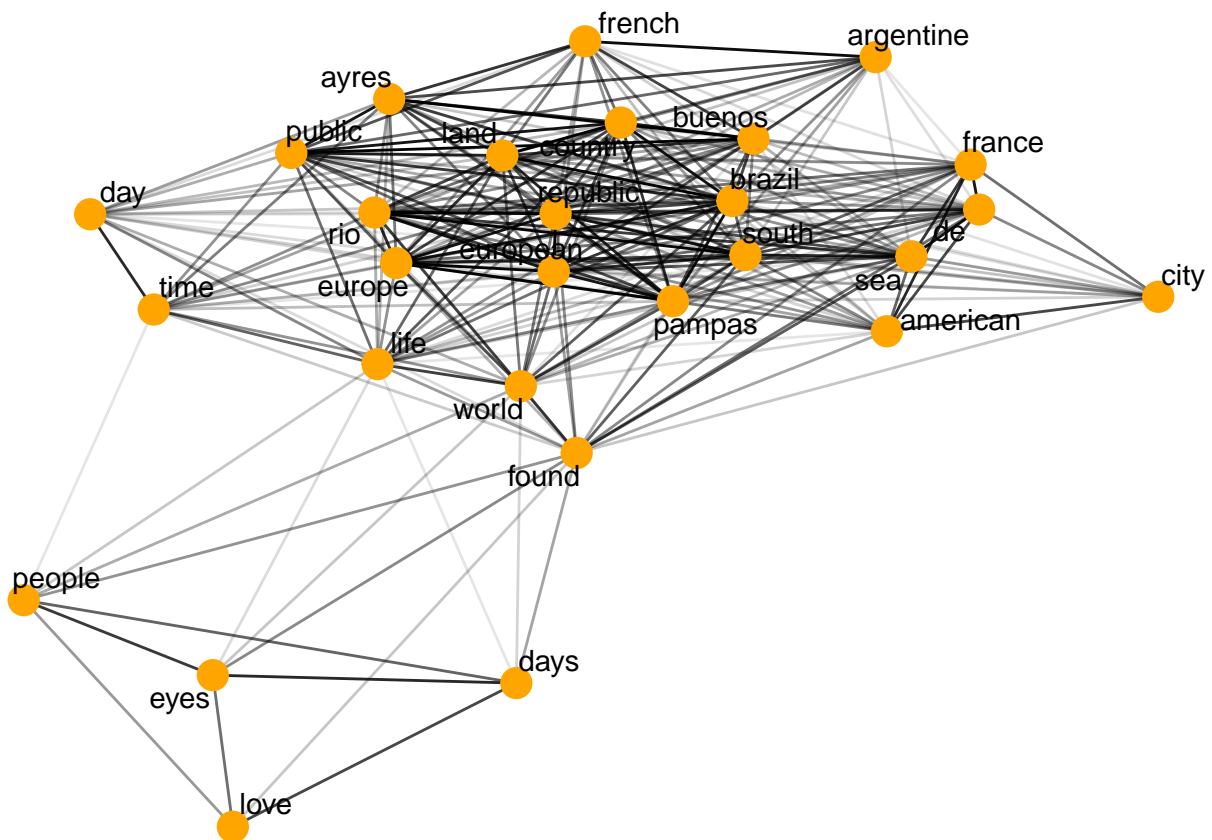 french
argentine
ayres
public
land
country
buenos
france
day
republic
brazil
rio
european
south
de
europe
sea
city
time
pampas
american
life
world
found
people
days
eyes
love